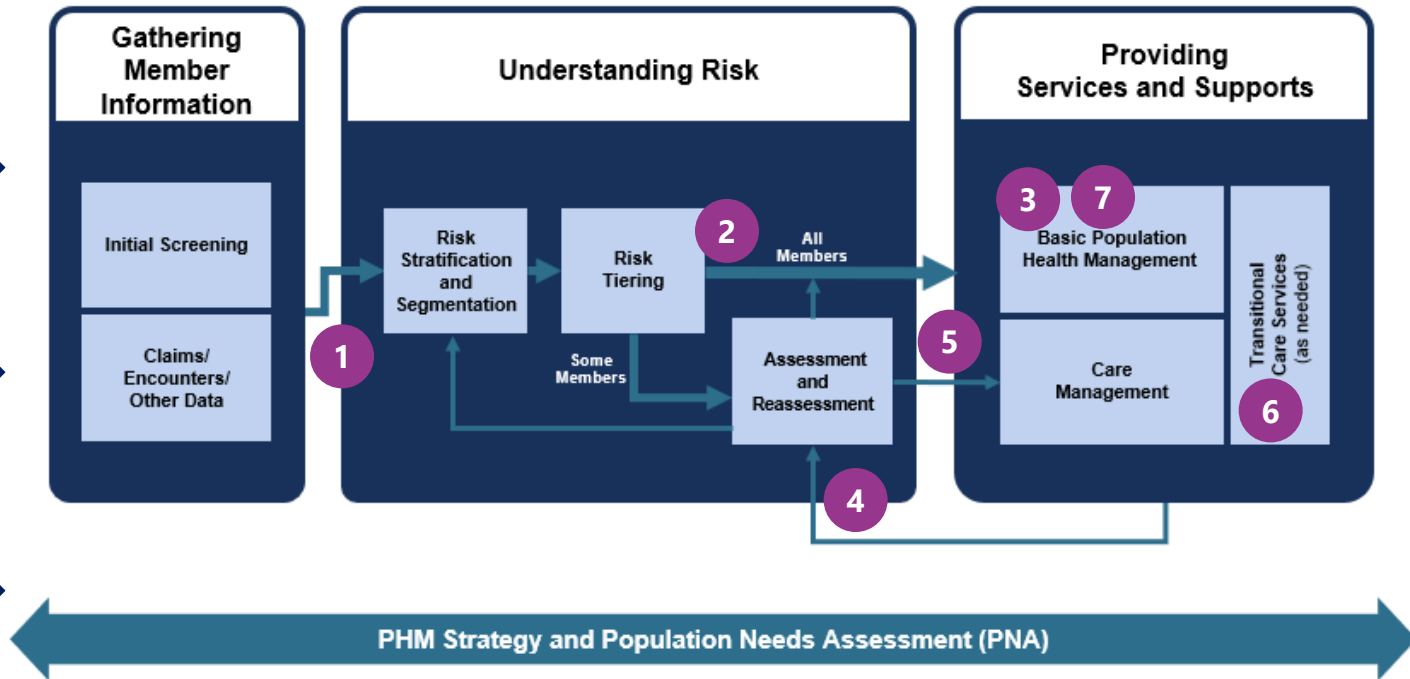 Gathering
Member
Information
Initial Screening
Claims/
Encounters/
Other Data
1
Understanding Risk
Risk
Stratification
and
Segmentation
Risk
Tiering
2
All
Members
Some
Members
Assessment
and
Reassessment
4
5
Providing
Services and Supports
3
7
Basic Population
Health Management
Care
Management
Transitional
Care Services
(as needed)
6
PHM Strategy and Population Needs Assessment (PNA)